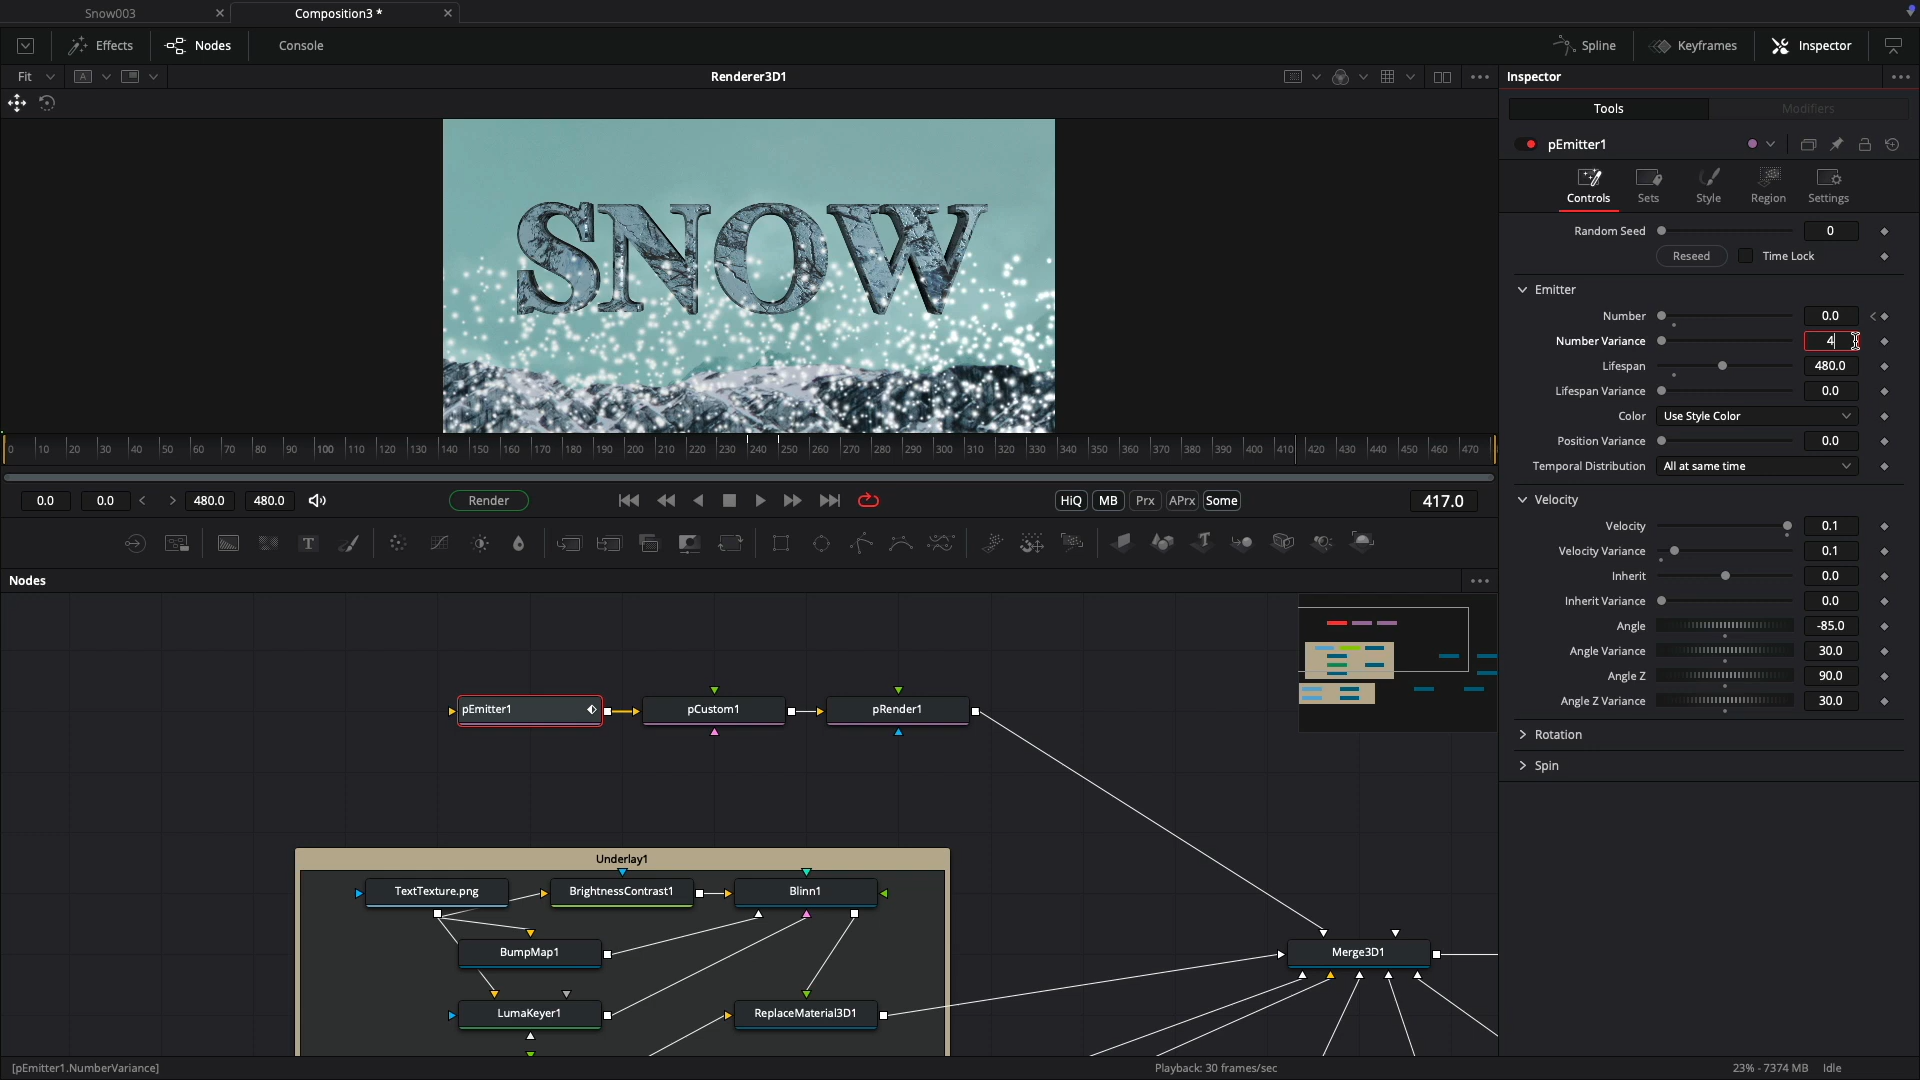 Snow003
Composition3 *
Effects
Nodes
Console
Spline
Keyframes
Inspector
Fit
A
Renderer3D1
Inspector
Tools
Modifiers
pEmitter1
Controls
Sets
Style
Region
Settings
Random Seed
0
Reseed
Time Lock
Emitter
Number
0.0
Number Variance
4
Lifespan
480.0
Lifespan Variance
0.0
Color
Use Style Color
Position Variance
0.0
Temporal Distribution
All at same time
Velocity
Velocity
0.1
Velocity Variance
0.1
Inherit
0.0
Inherit Variance
0.0
Angle
-85.0
Angle Variance
30.0
Angle Z
90.0
Angle Z Variance
30.0
Rotation
Spin
SNOW
0 10 20 30 40 50 60 70 80 90 100 110 120 130 140 150 160 170 180 190 200 210 220 230 240 250 260 270 280 290 300 310 320 330 340 350 360 370 380 390 400 410 420 430 440 450 460 470
0.0
0.0
480.0
480.0
Render
HiQ
MB
Prx
APrx
Some
417.0
T
Nodes
pEmitter1
pCustom1
pRender1
Underlay1
TextTexture.png
BrightnessContrast1
Blinn1
BumpMap1
Merge3D1
LumaKeyer1
ReplaceMaterial3D1
[pEmitter1.NumberVariance]
Playback: 30 frames/sec
23% - 7374 MB
Idle